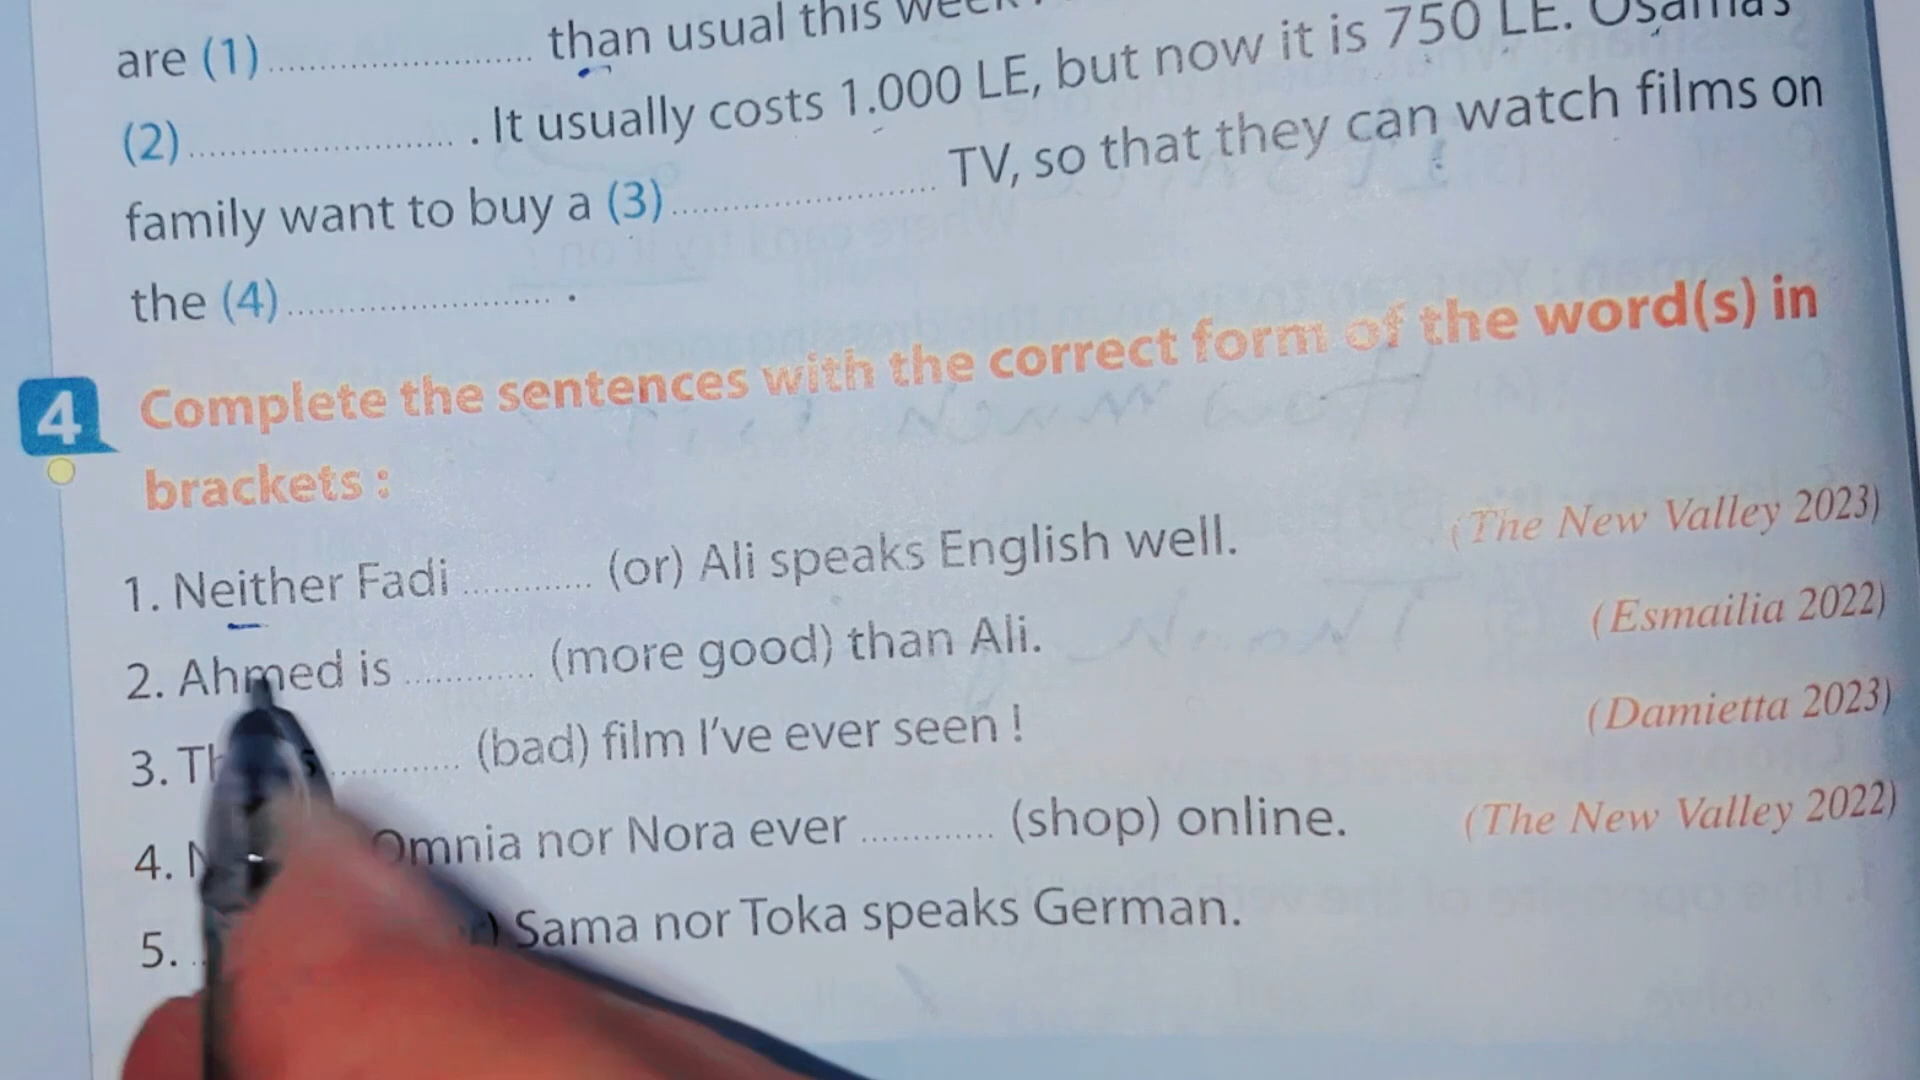 are (1) .................... than usual this week
(2) .................... . It usually costs 1.000 LE, but now it is 750 LE. Osama's
family want to buy a (3) .................... TV, so that they can watch films on
the (4) .................... .
4 Complete the sentences with the correct form of the word(s) in
brackets :
1. Neither Fadi ............ (or) Ali speaks English well. (The New Valley 2023)
2. Ahmed is ............ (more good) than Ali. (Esmailia 2022)
3. ............ (bad) film I've ever seen ! (Damietta 2023)
4. Omnia nor Nora ever ............ (shop) online. (The New Valley 2022)
5. Sama nor Toka speaks German.